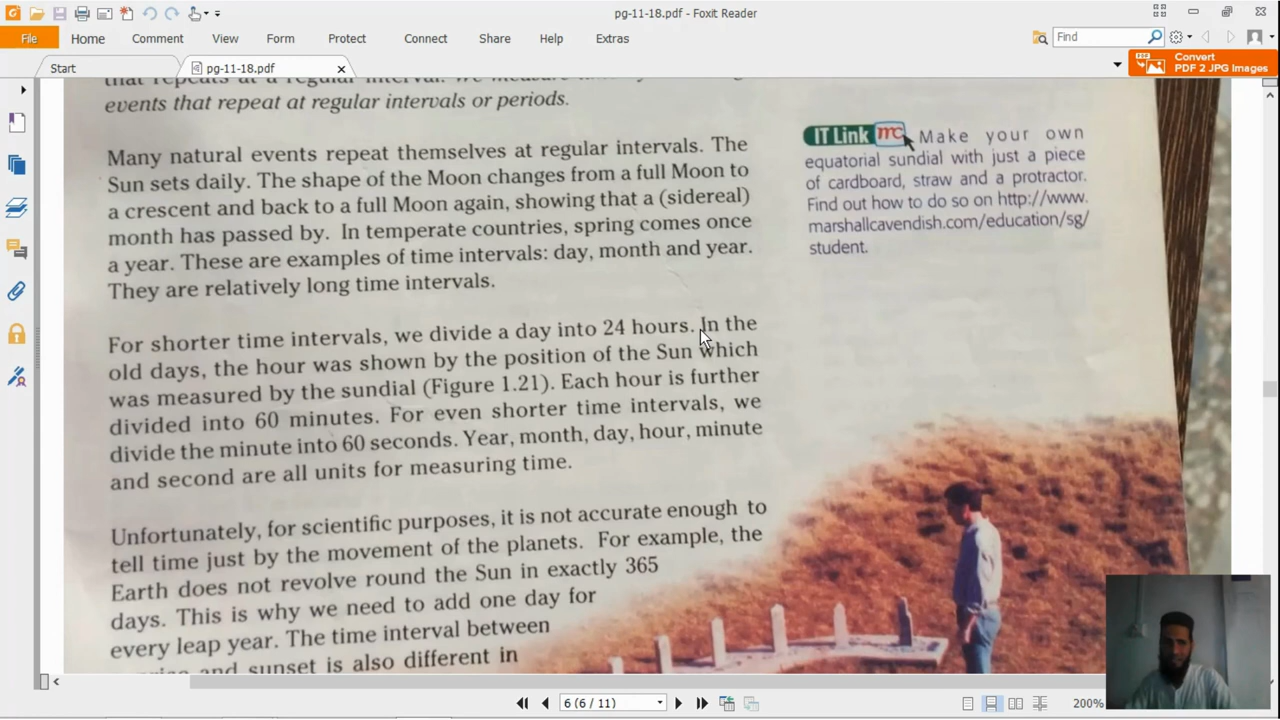 pg-11-18.pdf - Foxit Reader
File
Home
Comment
View
Form
Protect
Connect
Share
Help
Extras
Find
Start
pg-11-18.pdf
Convert
PDF 2 JPG Images
events that repeat at regular intervals or periods.
Many natural events repeat themselves at regular intervals. The
Sun sets daily. The shape of the Moon changes from a full Moon to
a crescent and back to a full Moon again, showing that a (sidereal)
month has passed by. In temperate countries, spring comes once
a year. These are examples of time intervals: day, month and year.
They are relatively long time intervals.
For shorter time intervals, we divide a day into 24 hours. In the
old days, the hour was shown by the position of the Sun which
was measured by the sundial (Figure 1.21). Each hour is further
divided into 60 minutes. For even shorter time intervals, we
divide the minute into 60 seconds. Year, month, day, hour, minute
and second are all units for measuring time.
Unfortunately, for scientific purposes, it is not accurate enough to
tell time just by the movement of the planets. For example, the
Earth does not revolve round the Sun in exactly 365
days. This is why we need to add one day for
every leap year. The time interval between
and sunset is also different in
IT Link mc Make your own
equatorial sundial with just a piece
of cardboard, straw and a protractor.
Find out how to do so on http://www.
marshallcavendish.com/education/sg/
student.
6 (6 / 11)
200%